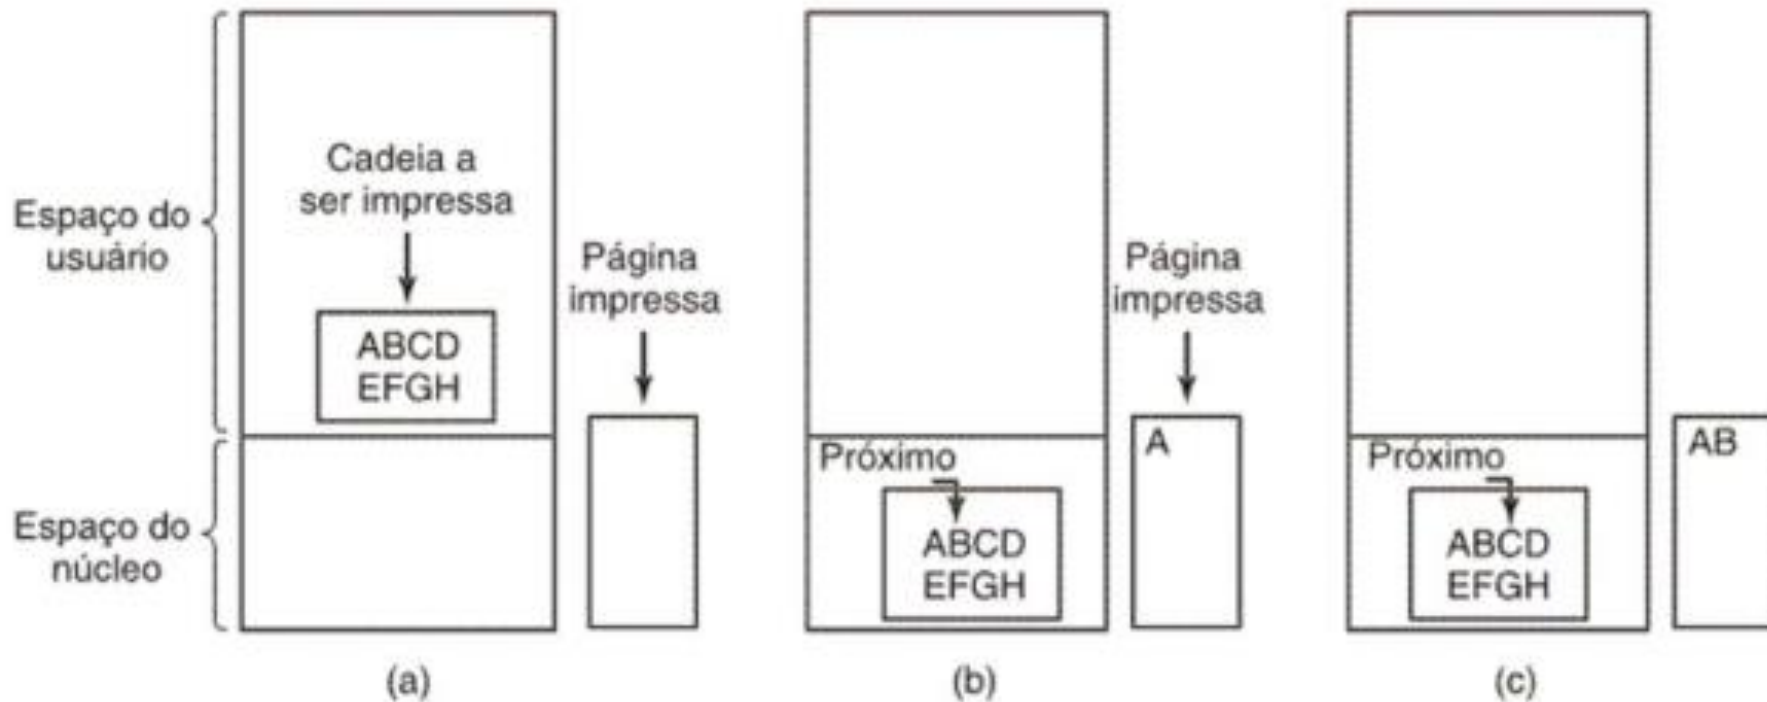 Espaço do
usuário
Espaço do
núcleo
Cadeia a
ser impressa
ABCD
EFGH
Página
impressa
(a)
Próximo
ABCD
EFGH
Página
impressa
A
(b)
Próximo
ABCD
EFGH
AB
(c)